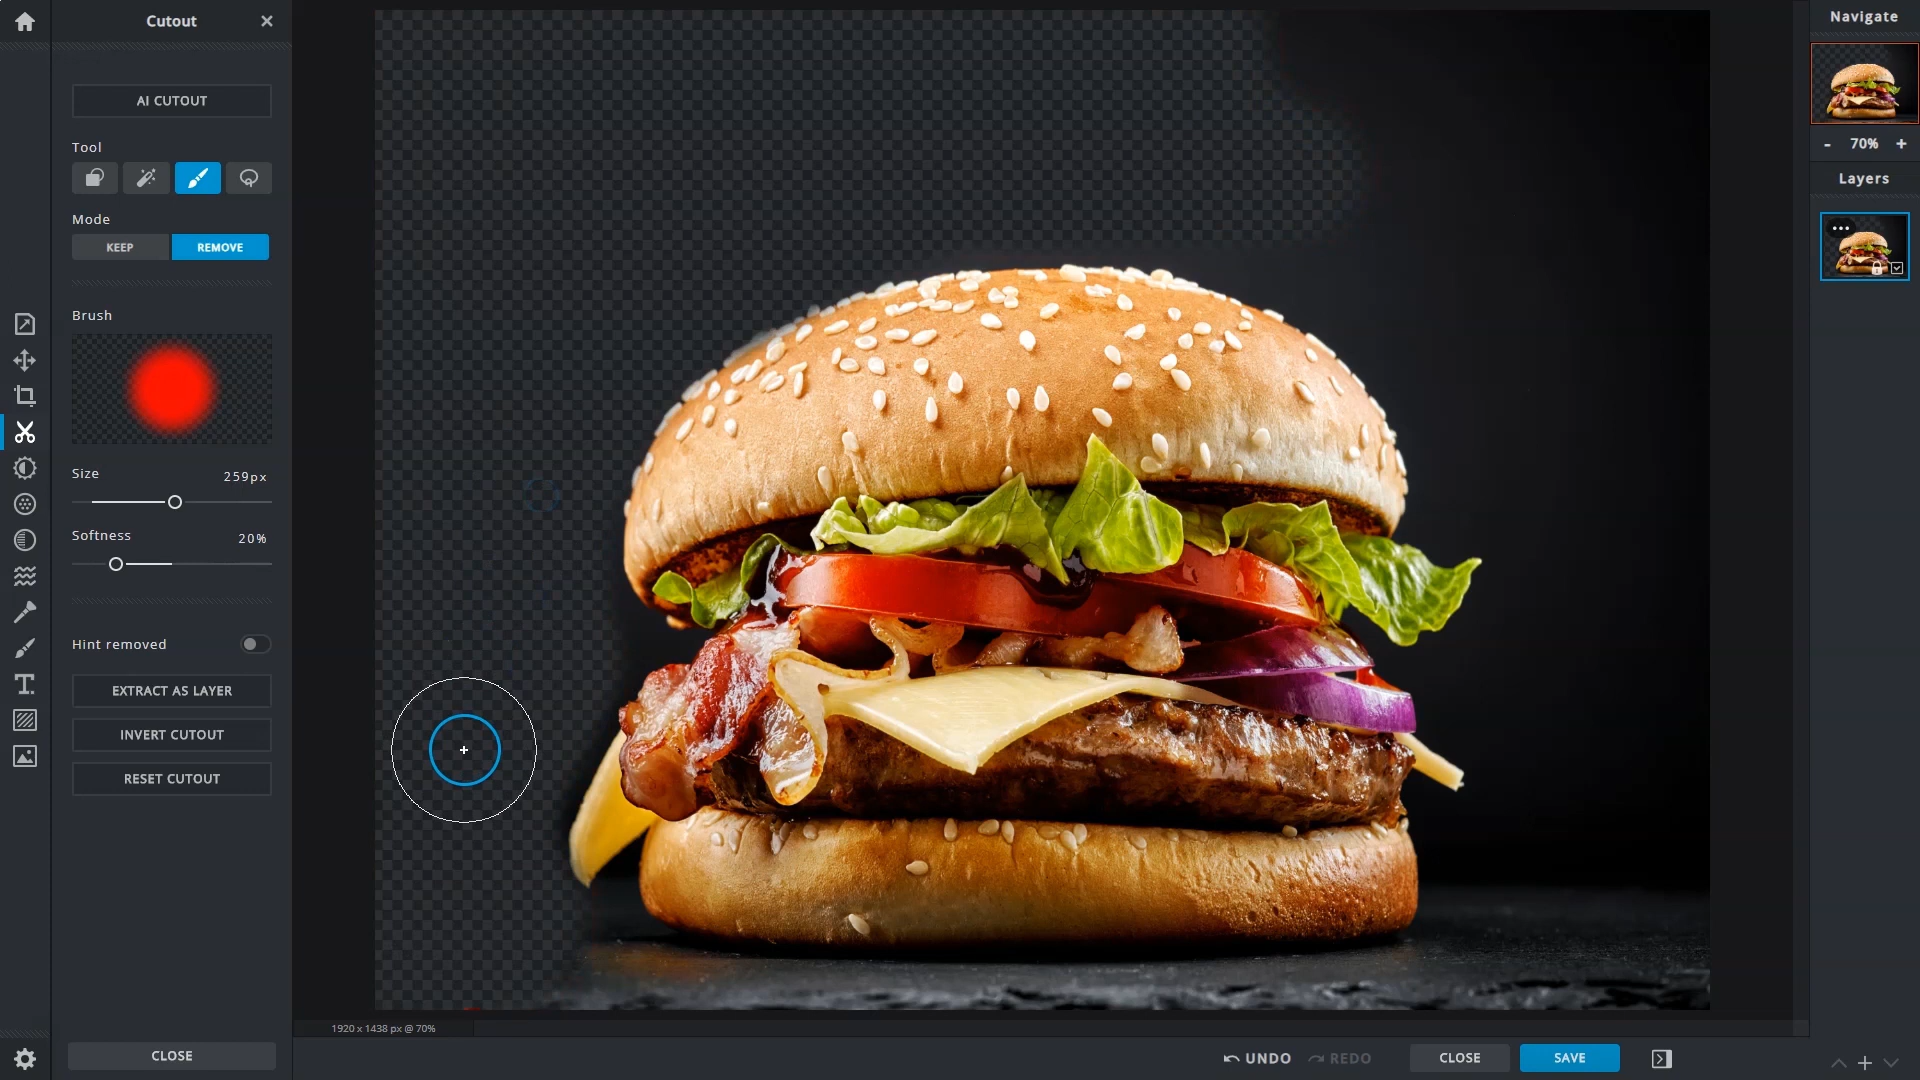 Cutout
AI CUTOUT
Tool
Mode
KEEP
REMOVE
Brush
Size
259px
Softness
20%
Hint removed
EXTRACT AS LAYER
INVERT CUTOUT
RESET CUTOUT
CLOSE
1920 x 1438 px @ 70%
UNDO
REDO
CLOSE
SAVE
Navigate
- 70% +
Layers